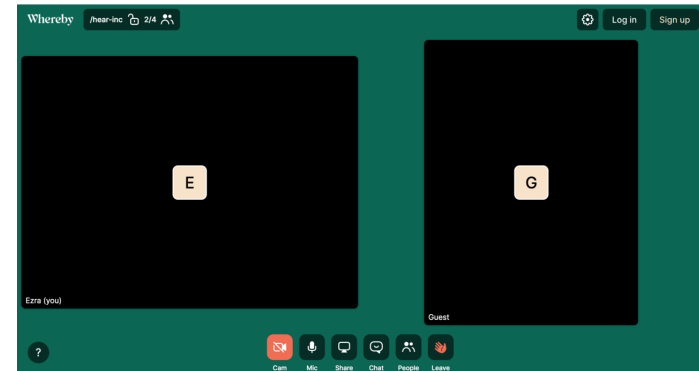 Whereby /hear-inc 2/4 Log in Sign up
E
G
Ezra (you)
Guest
?
Cam Mic Share Chat People Leave